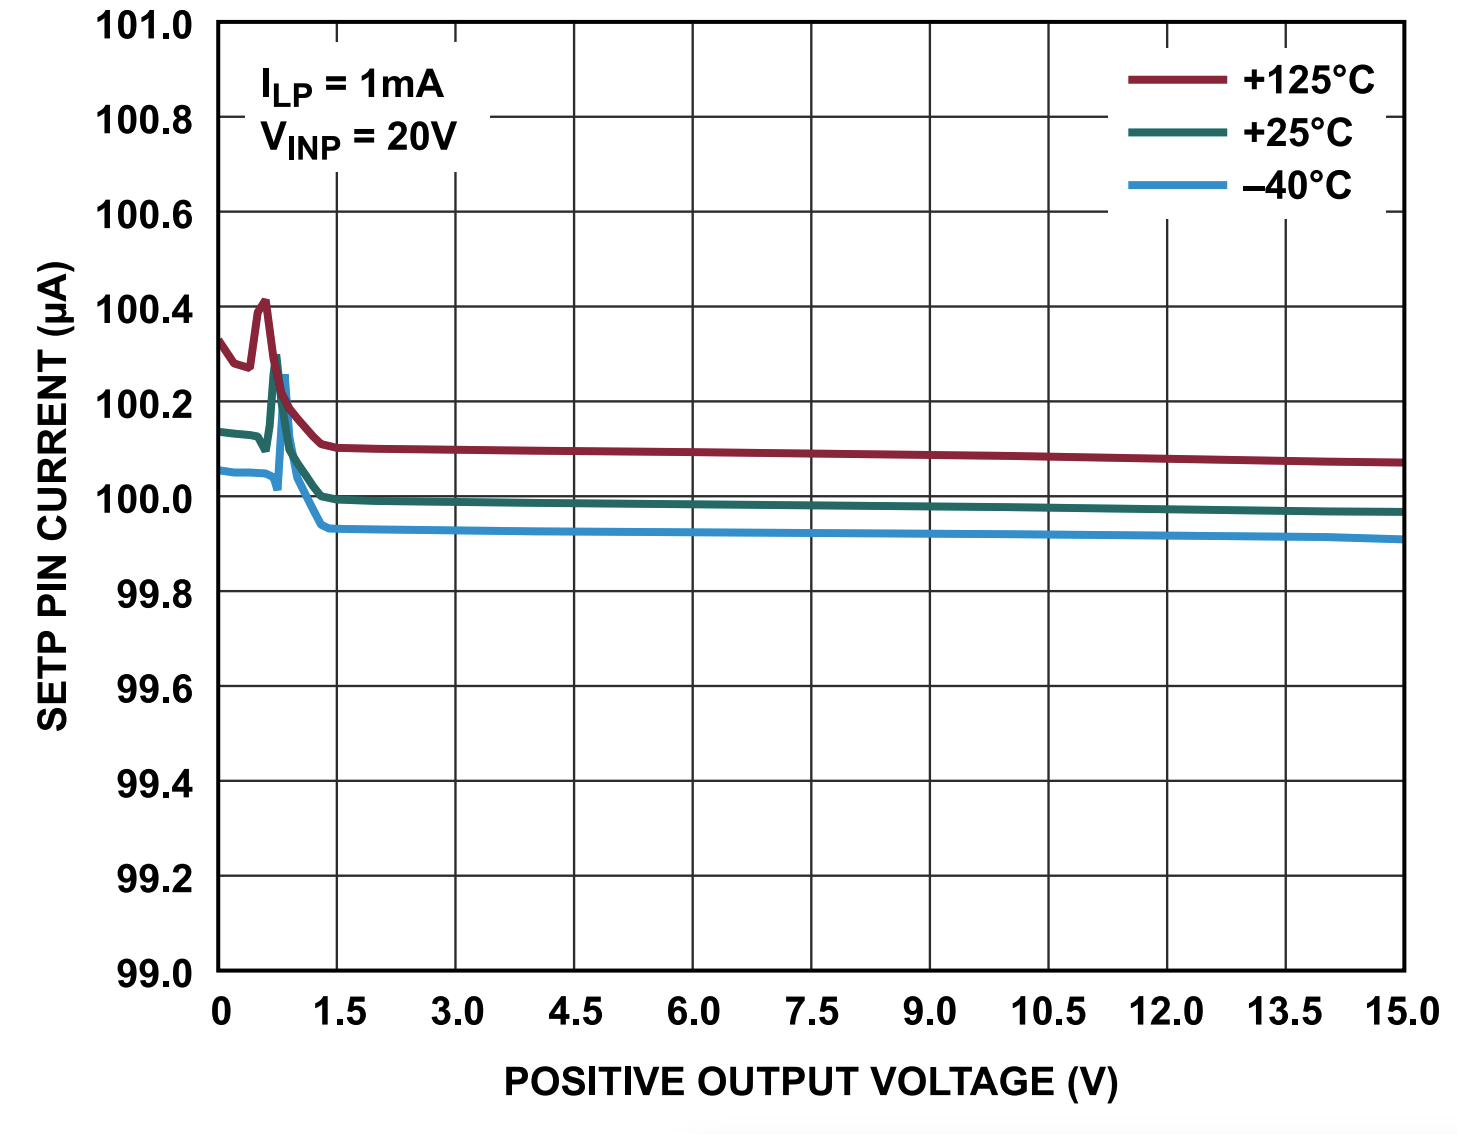 101.0
100.8
100.6
100.4
100.2
100.0
99.8
99.6
99.4
99.2
99.0
SETP PIN CURRENT (µA)
I_LP = 1mA
V_INP = 20V
+125°C
+25°C
–40°C
0 1.5 3.0 4.5 6.0 7.5 9.0 10.5 12.0 13.5 15.0
POSITIVE OUTPUT VOLTAGE (V)